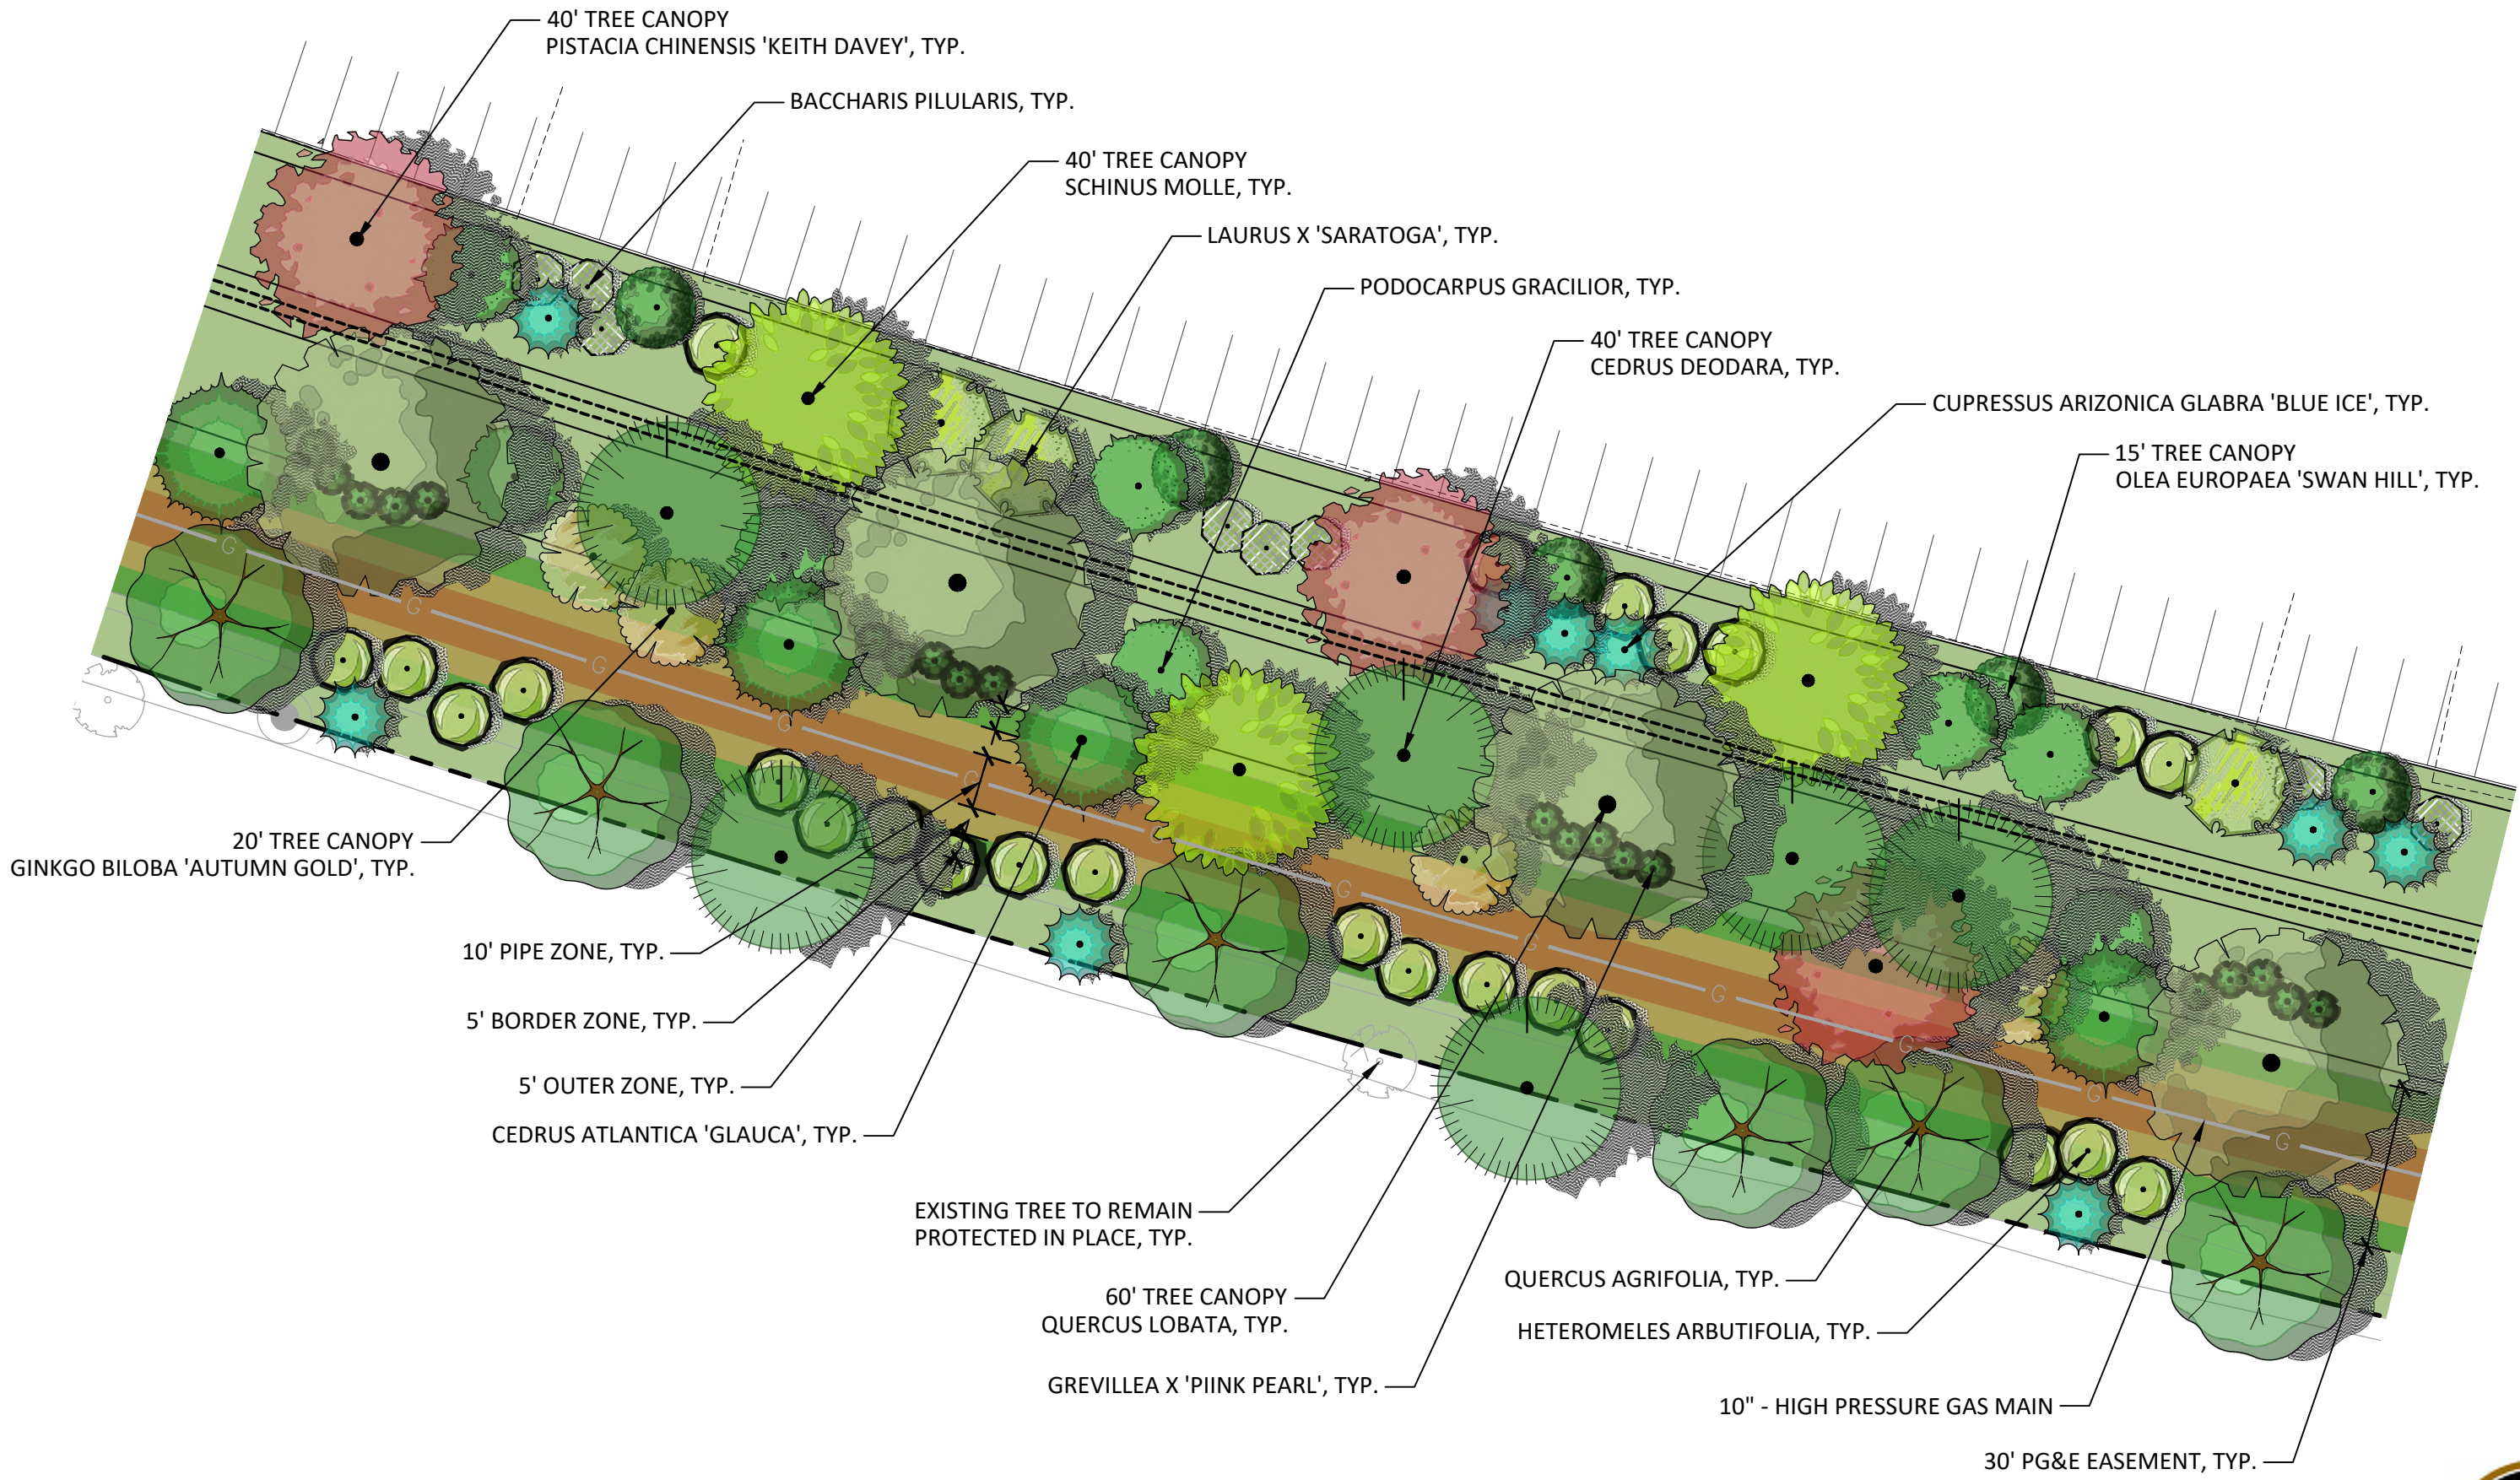 40' TREE CANOPY
PISTACIA CHINENSIS 'KEITH DAVEY', TYP.
BACCHARIS PILULARIS, TYP.
40' TREE CANOPY
SCHINUS MOLLE, TYP.
LAURUS X 'SARATOGA', TYP.
PODOCARPUS GRACILIOR, TYP.
40' TREE CANOPY
CEDRUS DEODARA, TYP.
CUPRESSUS ARIZONICA GLABRA 'BLUE ICE', TYP.
15' TREE CANOPY
OLEA EUROPAEA 'SWAN HILL', TYP.
G
G
G
G
G
G
G
G
G
G
G
G
20' TREE CANOPY
GINKGO BILOBA 'AUTUMN GOLD', TYP.
10' PIPE ZONE, TYP.
5' BORDER ZONE, TYP.
5' OUTER ZONE, TYP.
CEDRUS ATLANTICA 'GLAUCA', TYP.
EXISTING TREE TO REMAIN
PROTECTED IN PLACE, TYP.
60' TREE CANOPY
QUERCUS LOBATA, TYP.
GREVILLEA X 'PIINK PEARL', TYP.
QUERCUS AGRIFOLIA, TYP.
HETEROMELES ARBUTIFOLIA, TYP.
10" - HIGH PRESSURE GAS MAIN
30' PG&E EASEMENT, TYP.